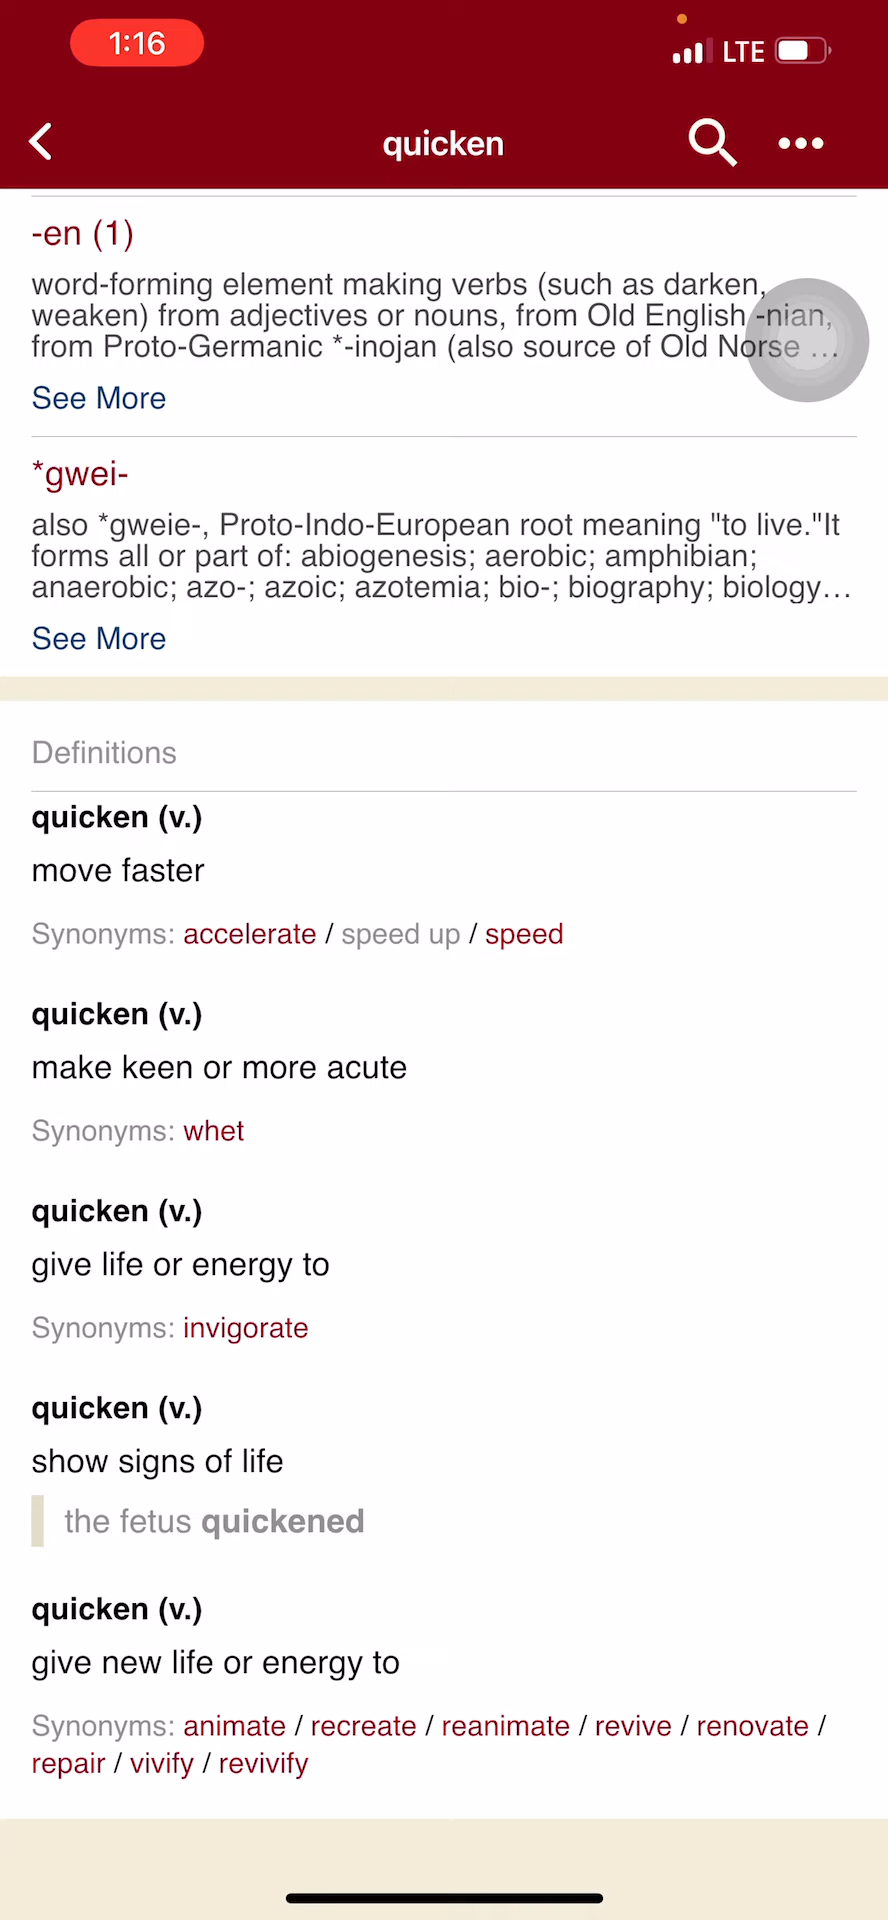 1:16
LTE
quicken
-en (1)
word-forming element making verbs (such as darken,
weaken) from adjectives or nouns, from Old English -nian,
from Proto-Germanic *-inojan (also source of Old Norse ...
See More
*gwei-
also *gweie-, Proto-Indo-European root meaning "to live."It
forms all or part of: abiogenesis; aerobic; amphibian;
anaerobic; azo-; azoic; azotemia; bio-; biography; biology...
See More
Definitions
quicken (v.)
move faster
Synonyms: accelerate / speed up / speed
quicken (v.)
make keen or more acute
Synonyms: whet
quicken (v.)
give life or energy to
Synonyms: invigorate
quicken (v.)
show signs of life
the fetus quickened
quicken (v.)
give new life or energy to
Synonyms: animate / recreate / reanimate / revive / renovate /
repair / vivify / revivify